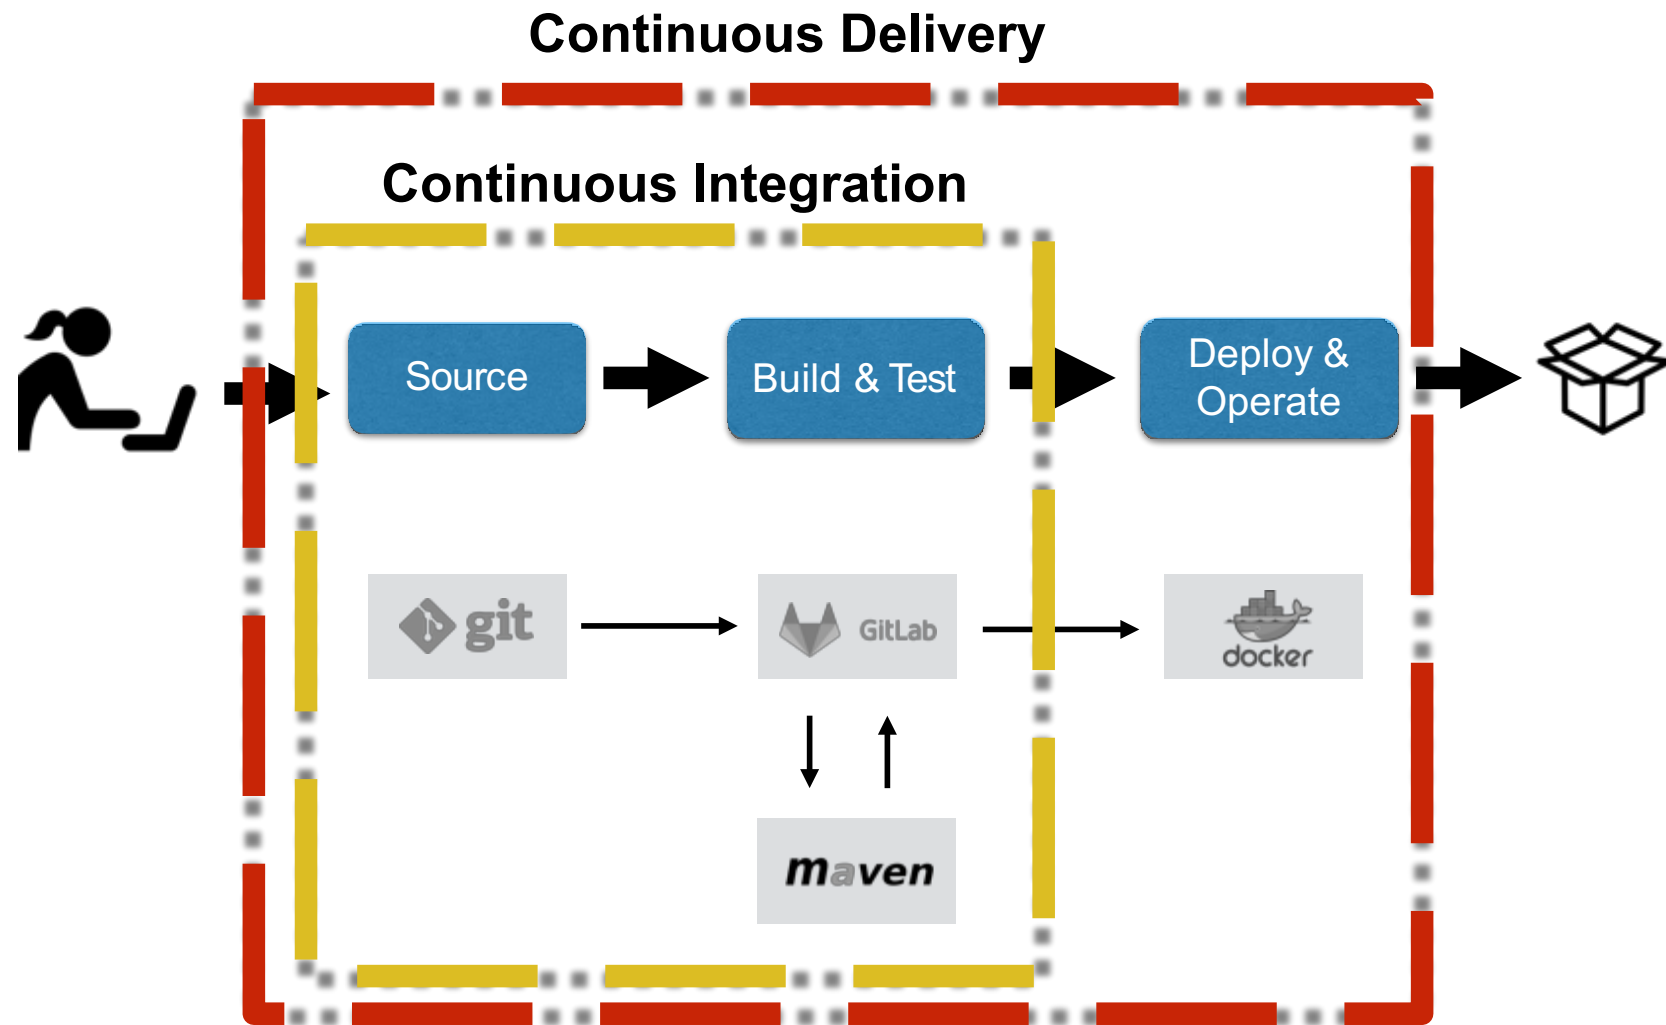 Continuous Delivery
Continuous Integration
Source
Build & Test
Deploy &
Operate
git
GitLab
docker
maven